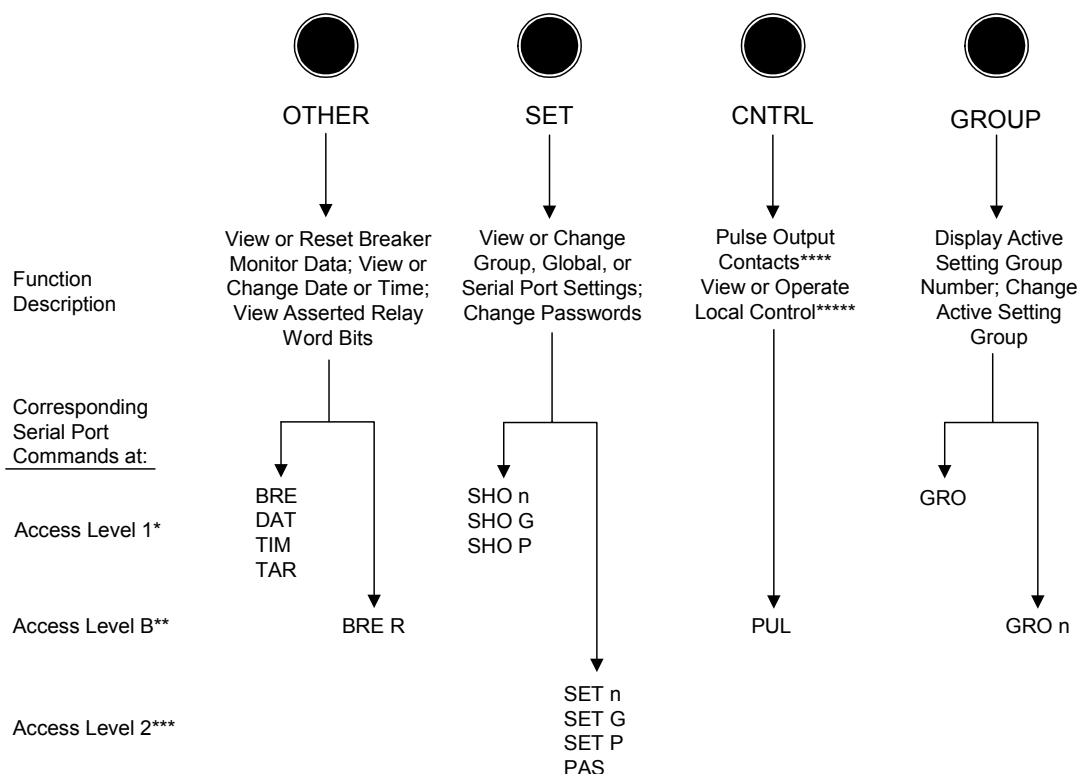 OTHER
SET
CNTRL
GROUP
Function
Description
View or Reset Breaker
Monitor Data; View or
Change Date or Time;
View Asserted Relay
Word Bits
View or Change
Group, Global, or
Serial Port Settings;
Change Passwords
Pulse Output
Contacts****
View or Operate
Local Control*****
Display Active
Setting Group
Number; Change
Active Setting
Group
Corresponding
Serial Port
Commands at:
Access Level 1*
BRE
DAT
TIM
TAR
SHO n
SHO G
SHO P
GRO
Access Level B**
BRE R
PUL
GRO n
Access Level 2***
SET n
SET G
SET P
PAS